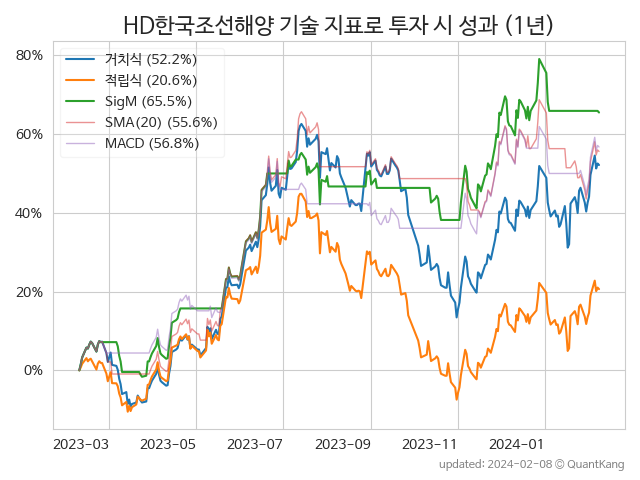 HD한국조선해양 기술 지표로 투자 시 성과 (1년)
거치식 (52.2%)
적립식 (20.6%)
SigM (65.5%)
SMA(20) (55.6%)
MACD (56.8%)
80%
60%
40%
20%
0%
2023-03 2023-05 2023-07 2023-09 2023-11 2024-01
updated: 2024-02-08 © QuantKang